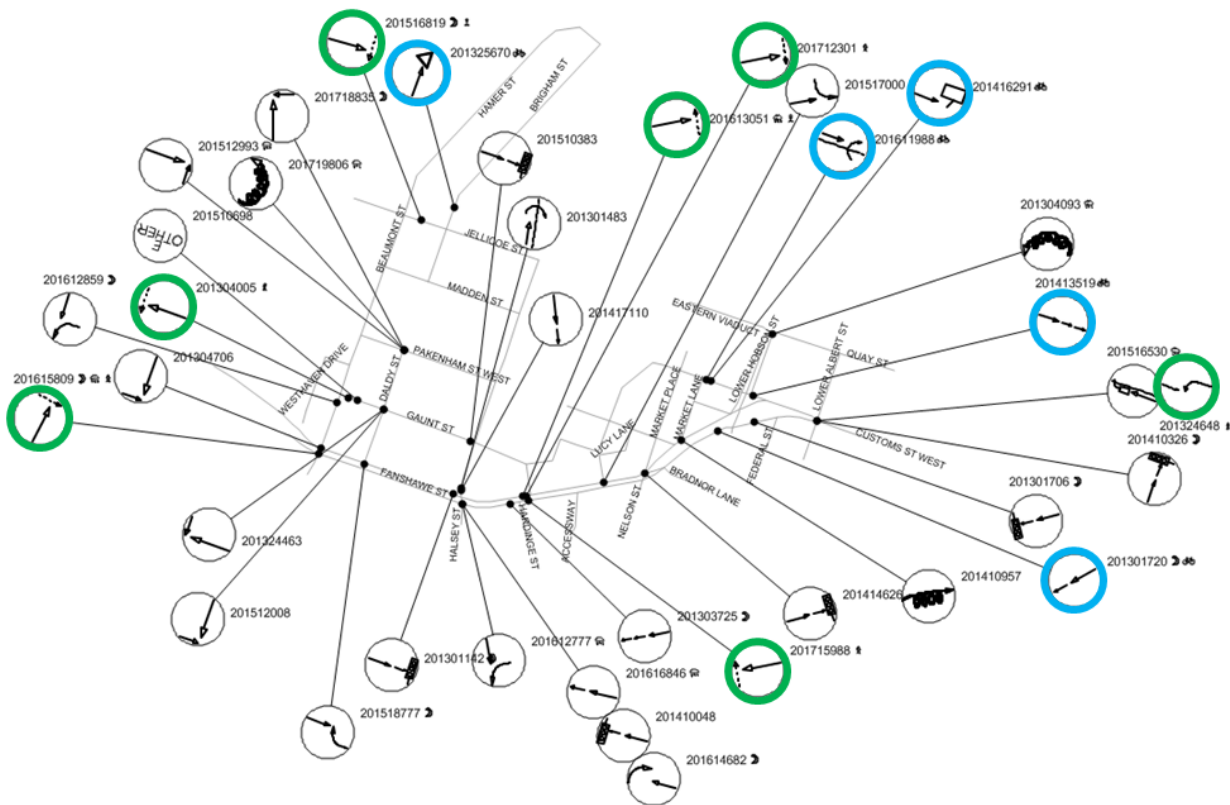 201516819
201325670
201712301
201517000
201416291
201718835
201613051
201611988
201512993
201510383
201719806
201510698
OTHER
201301483
201304093
201612859
201304005
201413519
201417110
201304706
201615809
201516530
201324648
201410326
201301706
201324463
201301720
201410957
201414626
201512008
201303725
201612777
201715988
201301142
201616846
201518777
201410048
201614682
HAMER ST
BRIGHAM ST
BEAUMONT ST
JELLICOE ST
MADDEN ST
PAKENHAM ST WEST
WESTHAVEN DRIVE
DALDY ST
GAUNT ST
FANSHAWE ST
HALSEY ST
HARDINGE ST
ACCESSWAY
NELSON ST
BRADNOR LANE
FEDERAL ST
LUCY LANE
MARKET PLACE
MARKET LANE
EASTERN VIADUCT
LOWER HOBSON ST
QUAY ST
LOWER ALBERT ST
CUSTOMS ST WEST